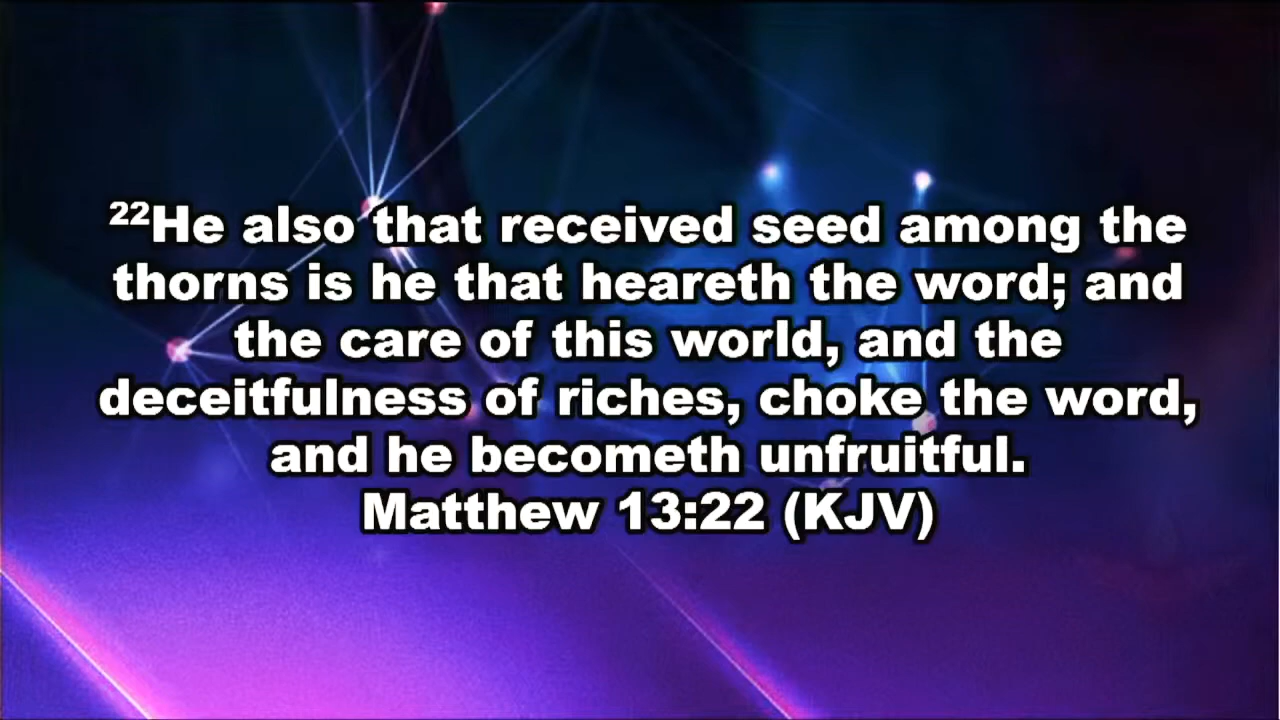 ²²He also that received seed among the
thorns is he that heareth the word; and
the care of this world, and the
deceitfulness of riches, choke the word,
and he becometh unfruitful.
Matthew 13:22 (KJV)